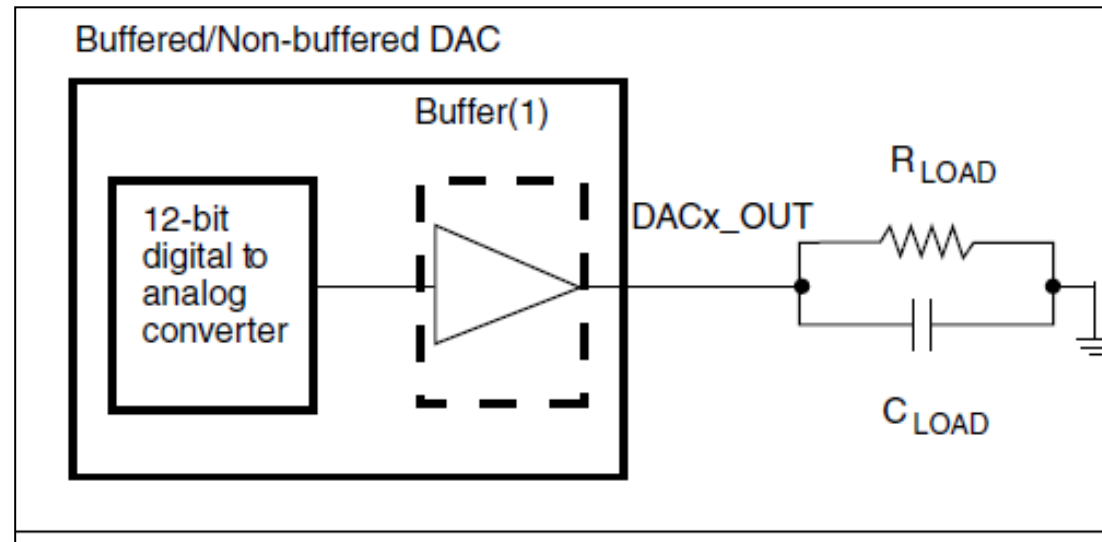 Buffered/Non-buffered DAC
Buffer(1)
12-bit
digital to
analog
converter
DACx_OUT
RLOAD
CLOAD